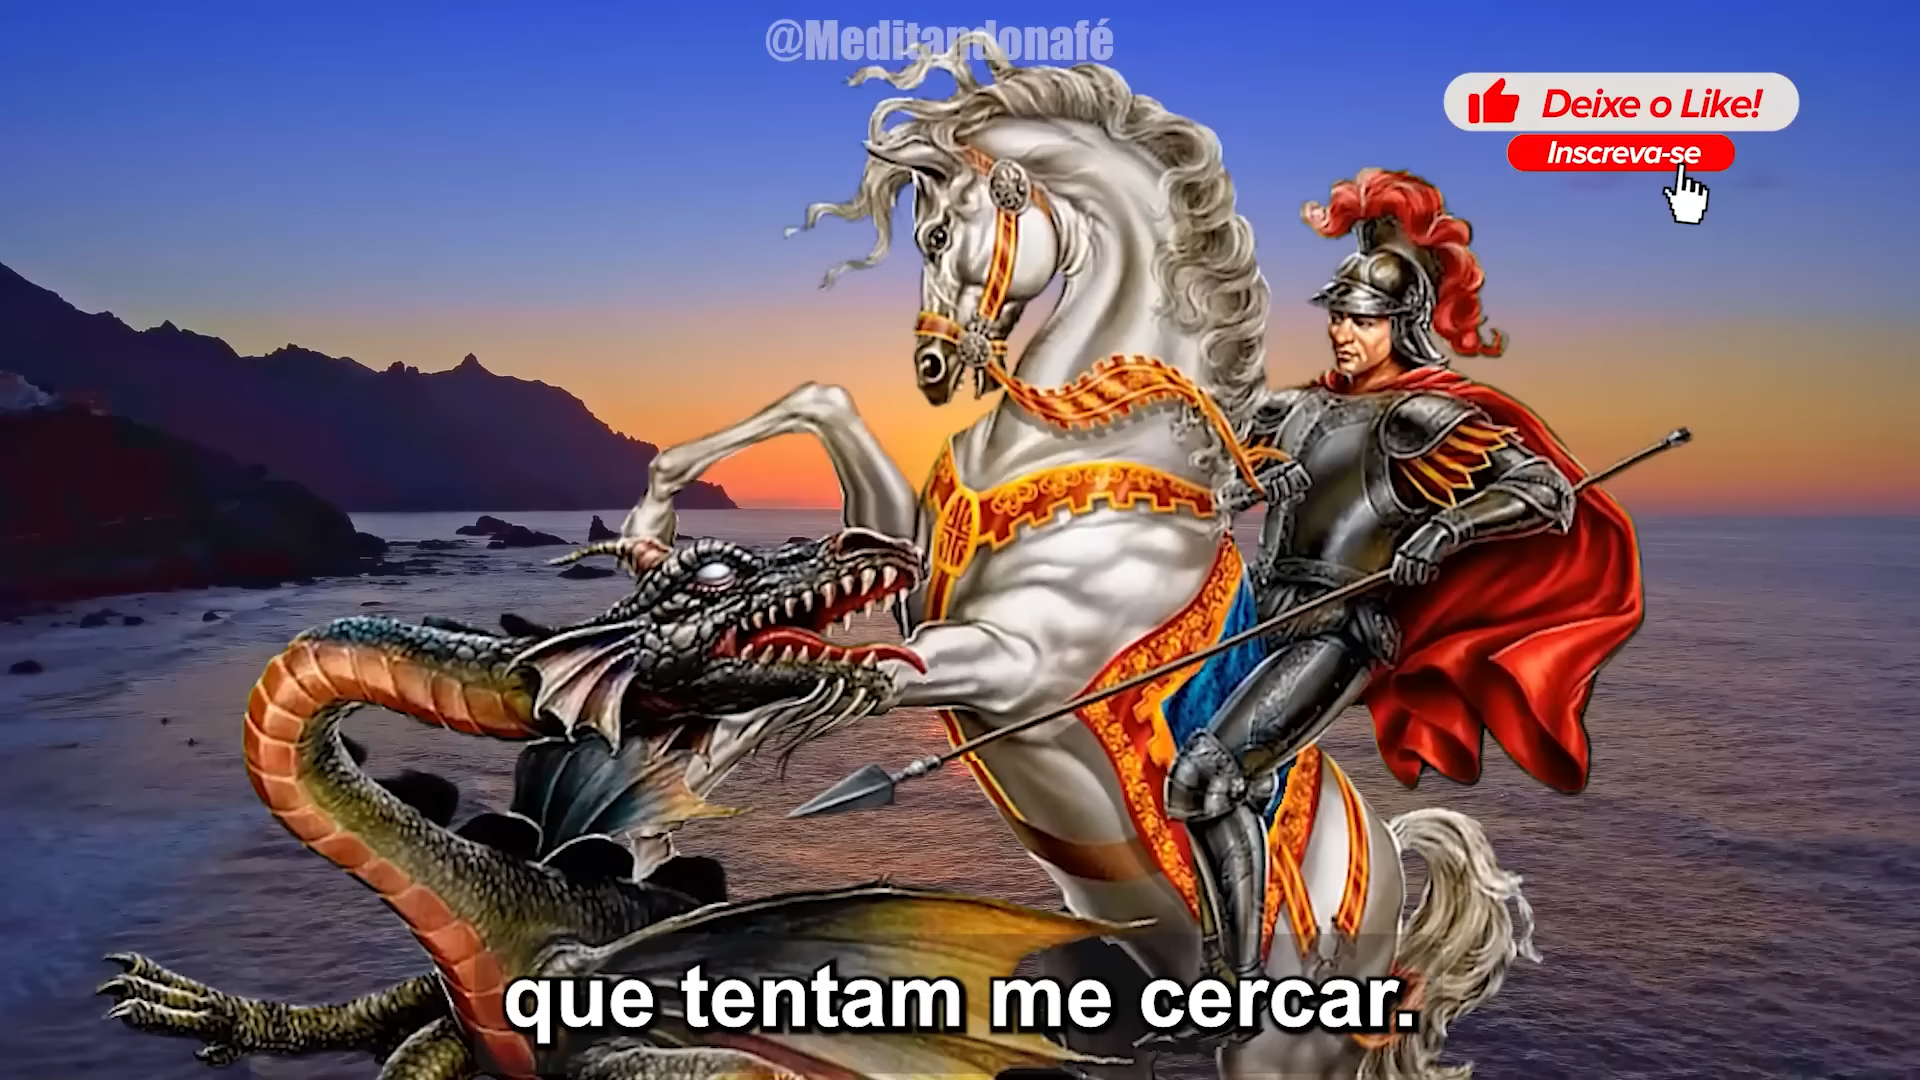 @Meditandonafé
Deixe o Like!
Inscreva-se
que tentam me cercar.